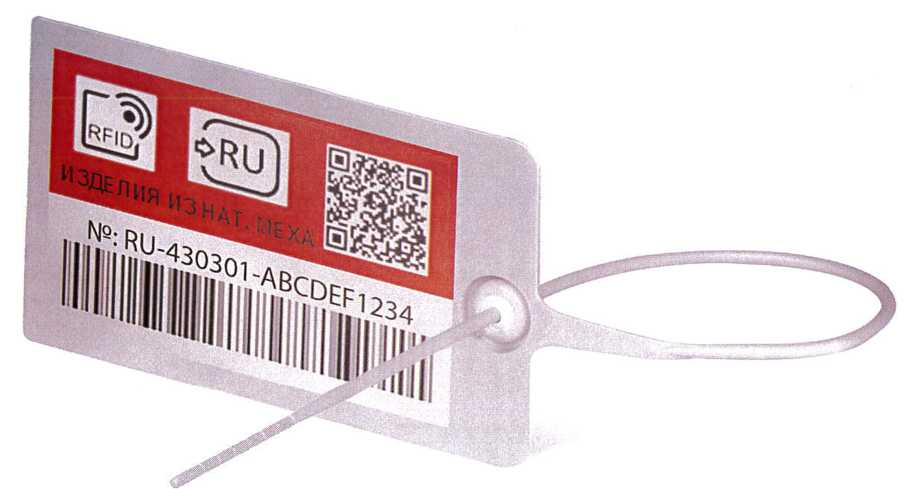 RFID
RU
ИЗДЕЛИЯ ИЗ НАТ. МЕХА
№: RU-430301-ABCDEF1234